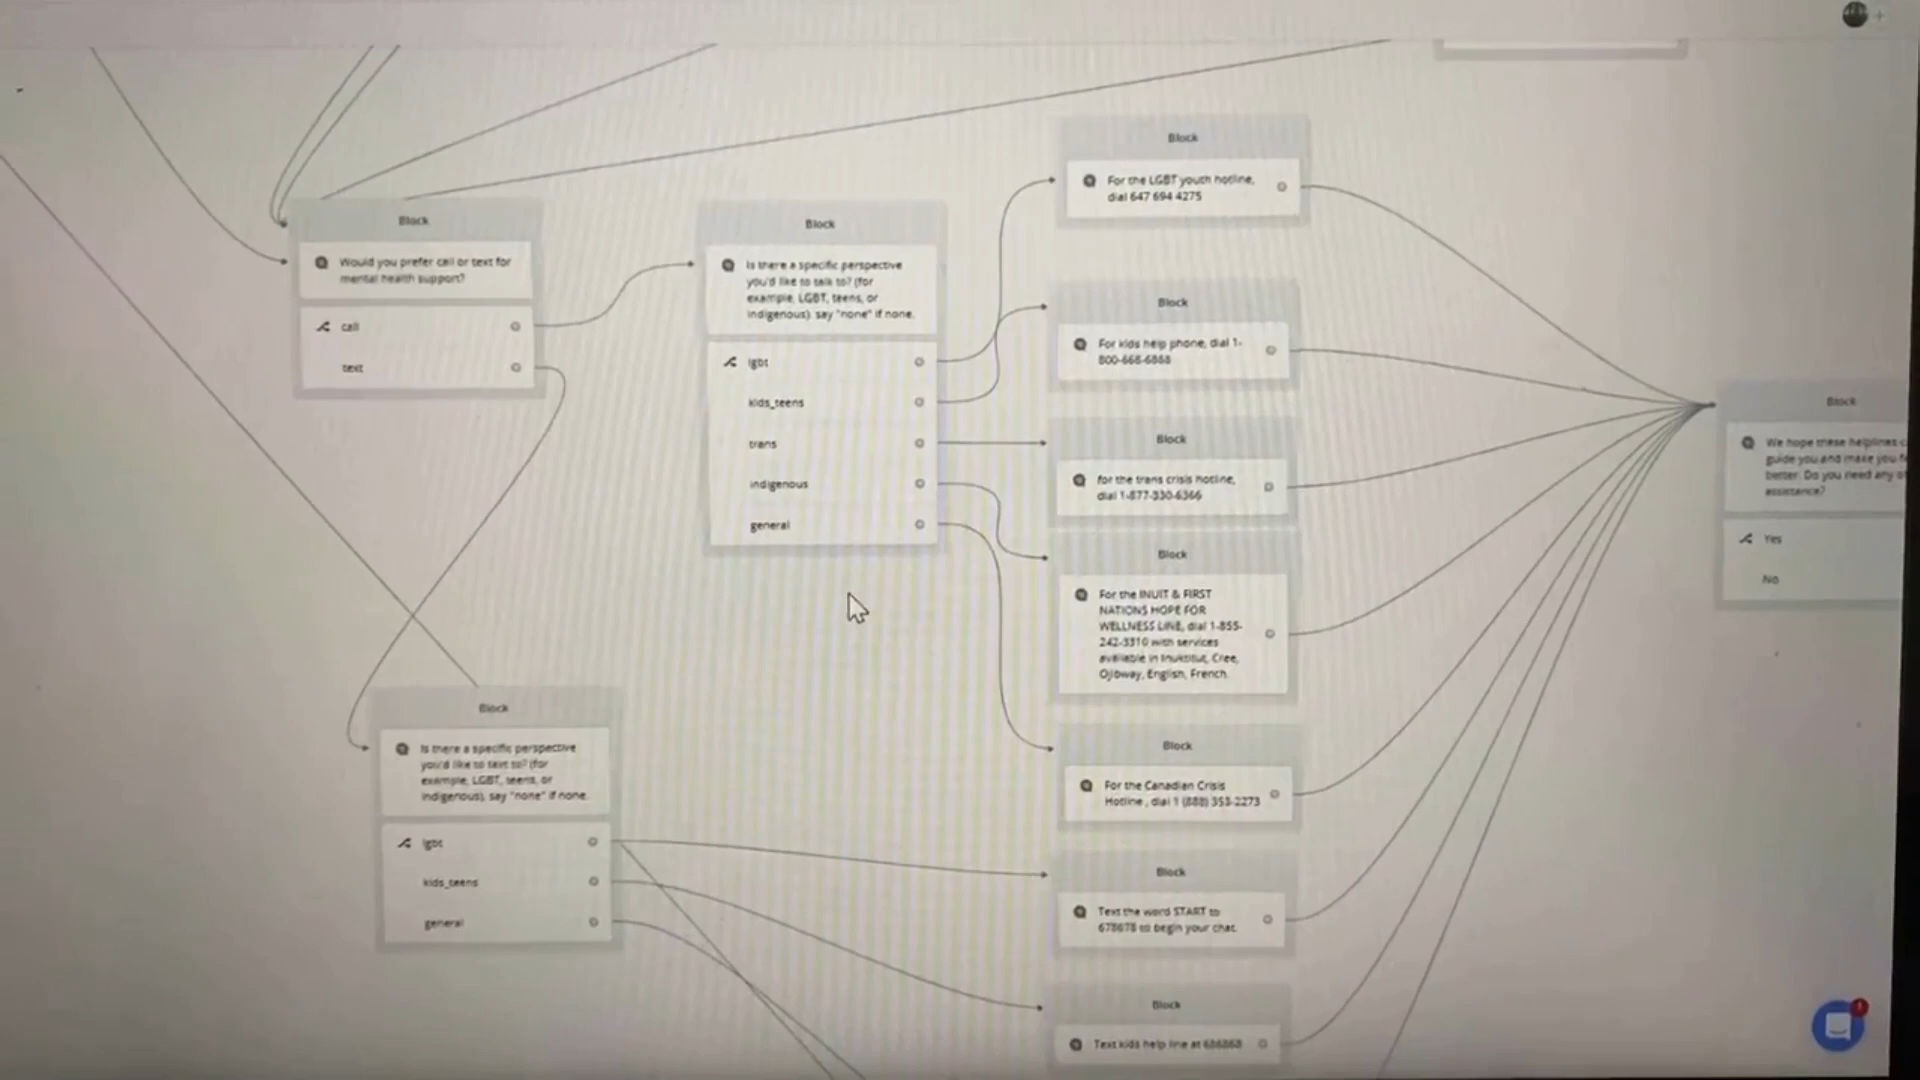 Block
Would you prefer call or text for
mental health support?
call
text
Block
Is there a specific perspective
you'd like to talk to? (for
example, LGBT, teens, or
indigenous). say "none" if none.
lgbt
kids_teens
trans
indigenous
general
Block
For the LGBT youth hotline,
dial 647 694 4275
Block
For kids help phone, dial 1-
800-668-6868
Block
for the trans crisis hotline,
dial 1-877-330-6366
Block
For the INUIT & FIRST
NATIONS HOPE FOR
WELLNESS LINE, dial 1-855-
242-3310 with services
available in Inuktitut, Cree,
Ojibway, English, French.
Block
For the Canadian Crisis
Hotline , dial 1 (888) 353-2273
Block
Text the word START to
678678 to begin your chat.
Block
Text kids help line at 686868
Block
Is there a specific perspective
you'd like to text to? (for
example, LGBT, teens, or
indigenous). say "none" if none.
lgbt
kids_teens
general
Block
We hope these helplines
guide you and make you
better. Do you need any
assistance?
Yes
No